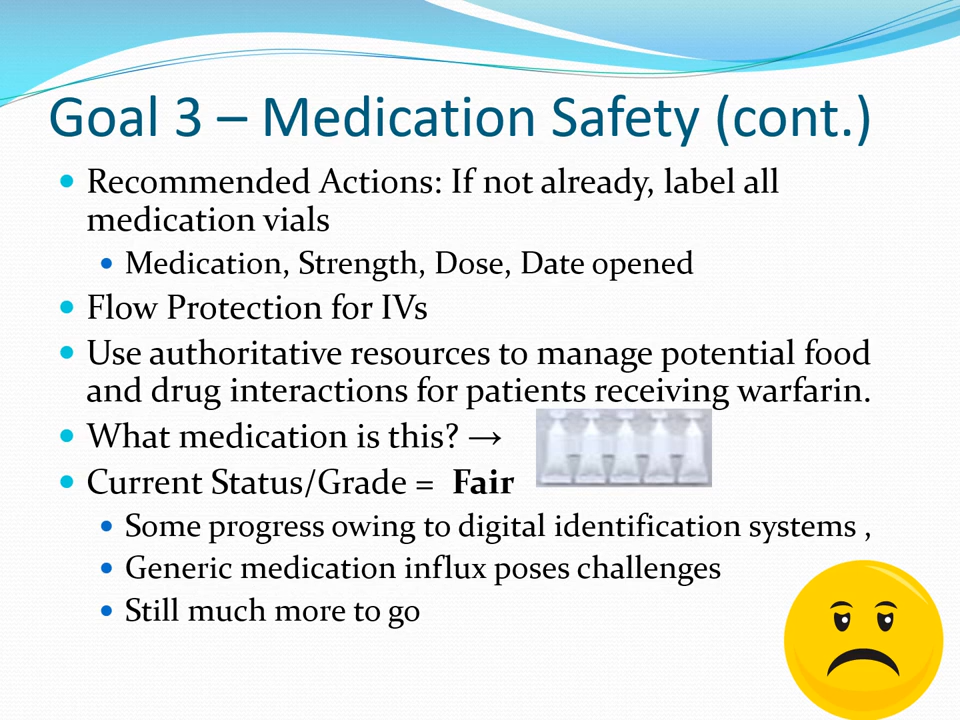 Goal 3 – Medication Safety (cont.)
Recommended Actions: If not already, label all
medication vials
Medication, Strength, Dose, Date opened
Flow Protection for IVs
Use authoritative resources to manage potential food
and drug interactions for patients receiving warfarin.
What medication is this? →
Current Status/Grade = Fair
Some progress owing to digital identification systems ,
Generic medication influx poses challenges
Still much more to go